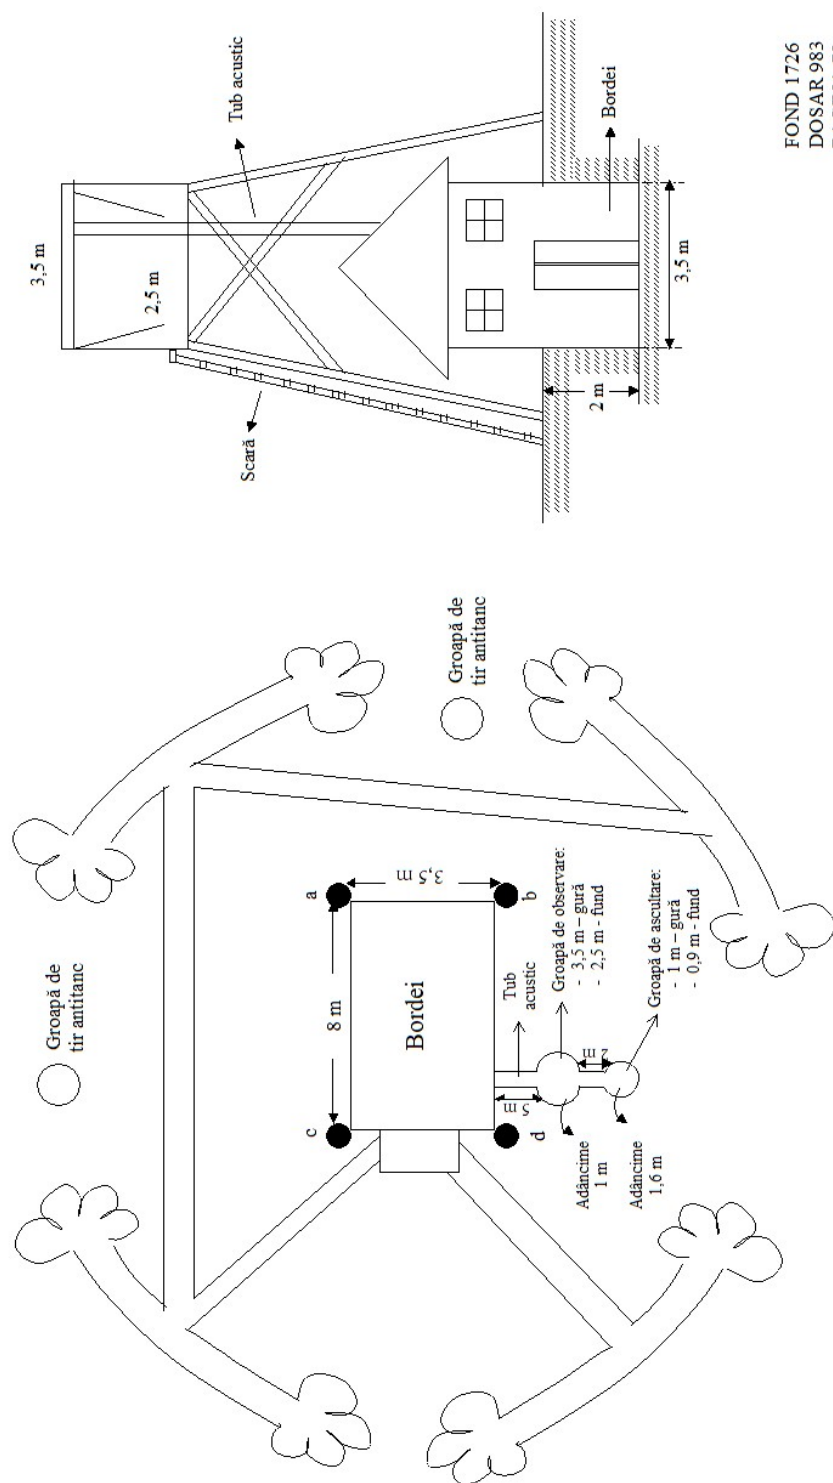 Groapă de
tir antitanc
Groapă de
tir antitanc
a
b
c
d
8 m
3,5 m
Bordei
Tub
acustic
5 m
2 m
Groapă de observare:
- 3,5 m – gură
- 2,5 m - fund
Groapă de ascultare:
- 1 m – gură
- 0,9 m - fund
Adâncime
1 m
Adâncime
1,6 m
3,5 m
2,5 m
Tub acustic
Scară
2 m
3,5 m
Bordei
FOND 1726
DOSAR 983